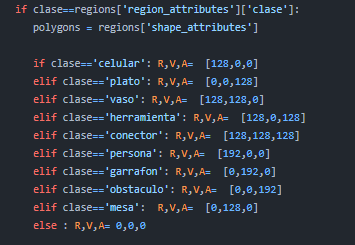 if clase==regions['region_attributes']['clase']:
polygons = regions['shape_attributes']
if clase=='celular': R,V,A=  [128,0,0]
elif clase=='plato': R,V,A=  [0,0,128]
elif clase=='vaso': R,V,A=  [128,128,0]
elif clase=='herramienta': R,V,A=  [128,0,128]
elif clase=='conector': R,V,A=  [128,128,128]
elif clase=='persona': R,V,A=  [192,0,0]
elif clase=='garrafon': R,V,A=  [0,192,0]
elif clase=='obstaculo': R,V,A=  [0,0,192]
elif clase=='mesa':  R,V,A=  [0,128,0]
else : R,V,A= 0,0,0